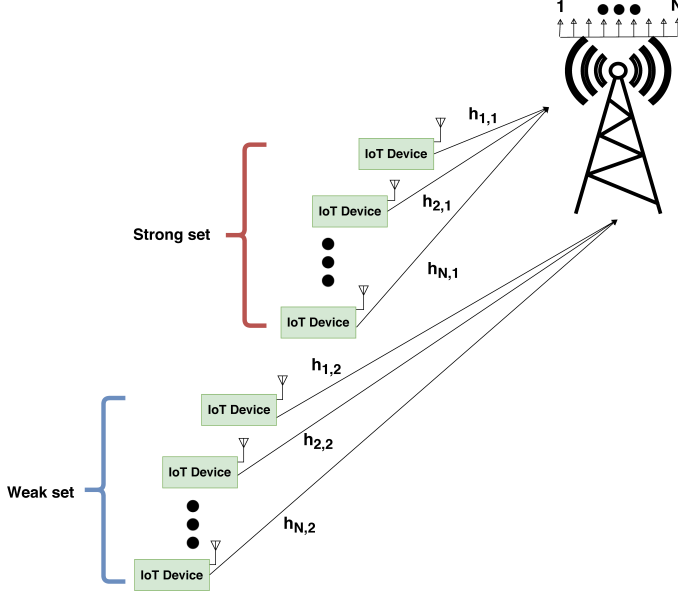 1 N
h1,1
IoT Device
IoT Device
h2,1
Strong set
hN,1
IoT Device
h1,2
IoT Device
h2,2
IoT Device
Weak set
hN,2
IoT Device